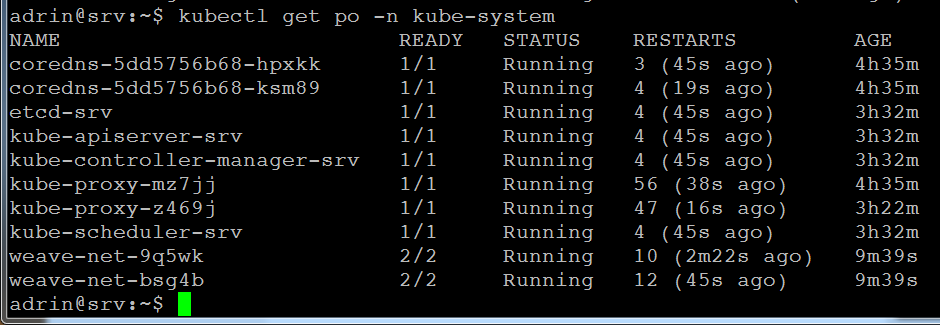 adrin@srv:~$ kubectl get po -n kube-system
NAME READY STATUS RESTARTS AGE
coredns-5dd5756b68-hpxkk 1/1 Running 3 (45s ago) 4h35m
coredns-5dd5756b68-ksm89 1/1 Running 4 (19s ago) 4h35m
etcd-srv 1/1 Running 4 (45s ago) 3h32m
kube-apiserver-srv 1/1 Running 4 (45s ago) 3h32m
kube-controller-manager-srv 1/1 Running 4 (45s ago) 3h32m
kube-proxy-mz7jj 1/1 Running 56 (38s ago) 4h35m
kube-proxy-z469j 1/1 Running 47 (16s ago) 3h22m
kube-scheduler-srv 1/1 Running 4 (45s ago) 3h32m
weave-net-9q5wk 2/2 Running 10 (2m22s ago) 9m39s
weave-net-bsg4b 2/2 Running 12 (45s ago) 9m39s
adrin@srv:~$